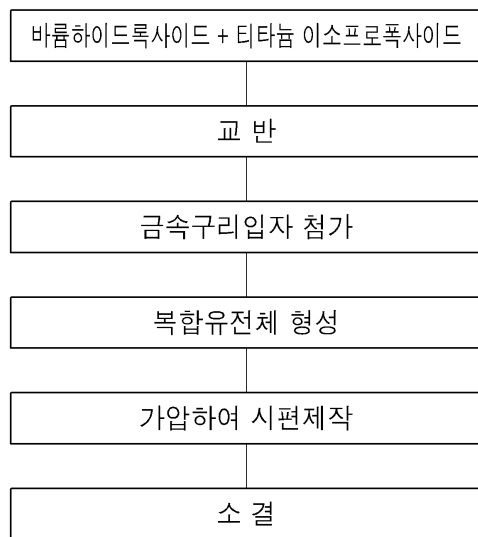 바륨하이드록사이드 + 티타늄 이소프로폭사이드
교 반
금속구리입자 첨가
복합유전체 형성
가압하여 시편제작
소 결